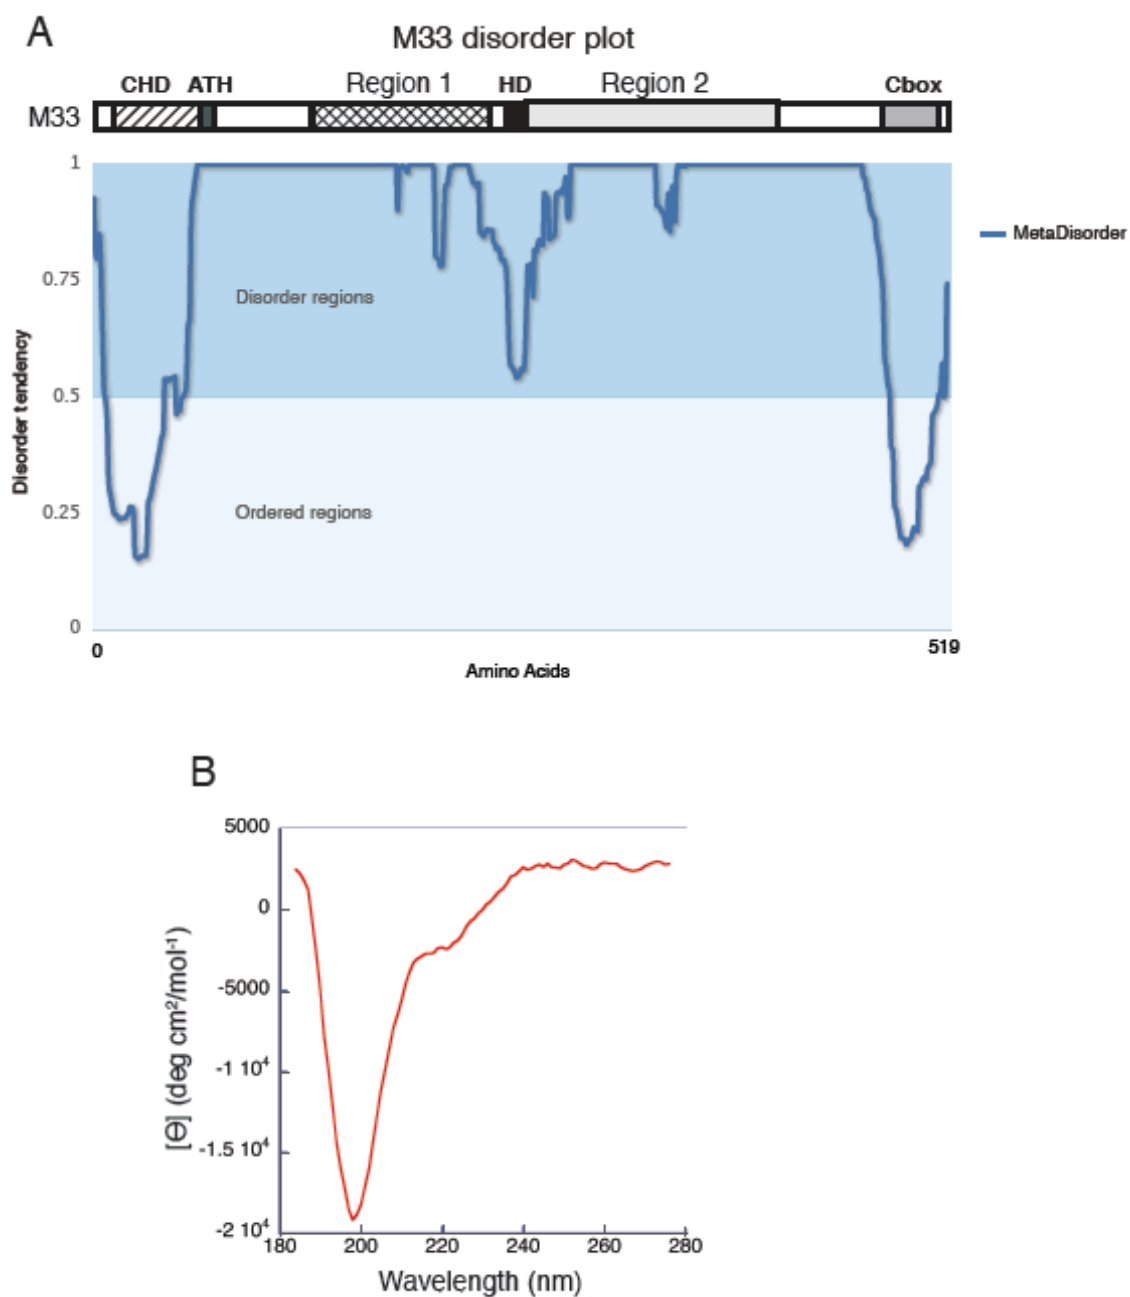 A
M33 disorder plot
CHD ATH Region 1 HD Region 2 Cbox
M33
1
0.75
0.5
0.25
0
Disorder tendency
Disorder regions
Ordered regions
MetaDisorder
0
519
Amino Acids
B
5000
0
-5000
-1 10⁴
-1.5 10⁴
-2 10⁴
[Θ] (deg cm²/mol⁻¹)
180 200 220 240 260 280
Wavelength (nm)